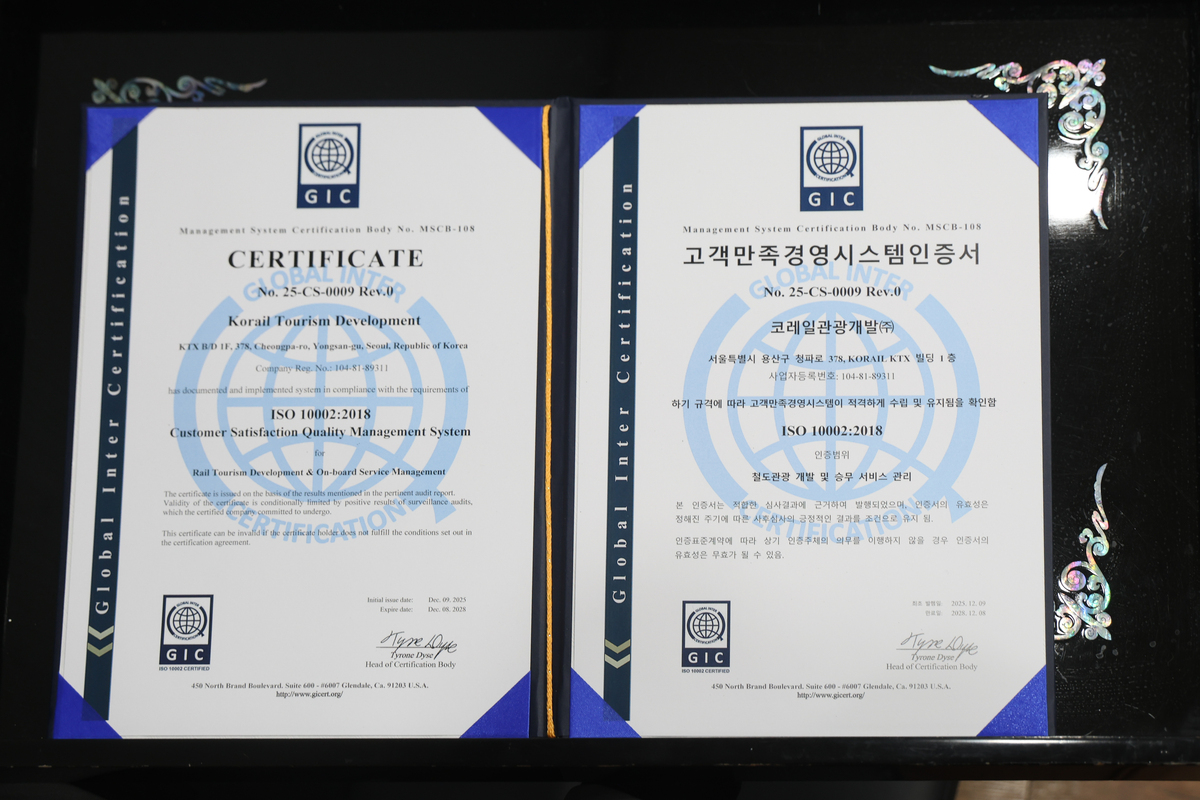 GLOBAL INTER
CERTIFICATION
GIC
Global Inter Certification
Management System Certification Body No. MSCB-108
CERTIFICATE
GLOBAL INTER
CERTIFICATION
No. 25-CS-0009 Rev.0
Korail Tourism Development
KTX B/D 1F, 378, Cheongpa-ro, Yongsan-gu, Seoul, Republic of Korea
Company Reg. No.: 104-81-89311
has documented and implemented system in compliance with the requirements of
ISO 10002:2018
Customer Satisfaction Quality Management System
for
Rail Tourism Development & On-board Service Management
The certificate is issued on the basis of the results mentioned in the pertinent audit report.
Validity of the certificate is conditionally limited by positive results of surveillance audits,
which the certified company committed to undergo.
This certificate can be invalid if the certificate holder does not fulfill the conditions set out in
the certification agreement.
Initial issue date: Dec. 09. 2025
Expire date: Dec. 08. 2028
GIC
ISO 10002 CERTIFIED
Tyrone Dyse
Head of Certification Body
450 North Brand Boulevard, Suite 600 - #6007 Glendale, Ca. 91203 U.S.A.
http://www.gicert.org/
GLOBAL INTER
CERTIFICATION
GIC
Global Inter Certification
Management System Certification Body No. MSCB-108
고객만족경영시스템인증서
GLOBAL INTER
CERTIFICATION
No. 25-CS-0009 Rev.0
코레일관광개발㈜
서울특별시 용산구 청파로 378, KORAIL KTX 빌딩 1층
사업자등록번호: 104-81-89311
하기 규격에 따라 고객만족경영시스템이 적격하게 수립 및 유지됨을 확인함
ISO 10002:2018
인증범위
철도관광 개발 및 승무 서비스 관리
본 인증서는 적합한 심사결과에 근거하여 발행되었으며, 인증서의 유효성은
정해진 주기에 따른 사후심사의 긍정적인 결과를 조건으로 유지 됨.
인증표준계약에 따라 상기 인증주체의 의무를 이행하지 않을 경우 인증서의
유효성은 무효가 될 수 있음.
최초 발행일: 2025. 12. 09
만료일: 2028. 12. 08
GIC
ISO 10002 CERTIFIED
Tyrone Dyse
Head of Certification Body
450 North Brand Boulevard, Suite 600 - #6007 Glendale, Ca. 91203 U.S.A.
http://www.gicert.org/